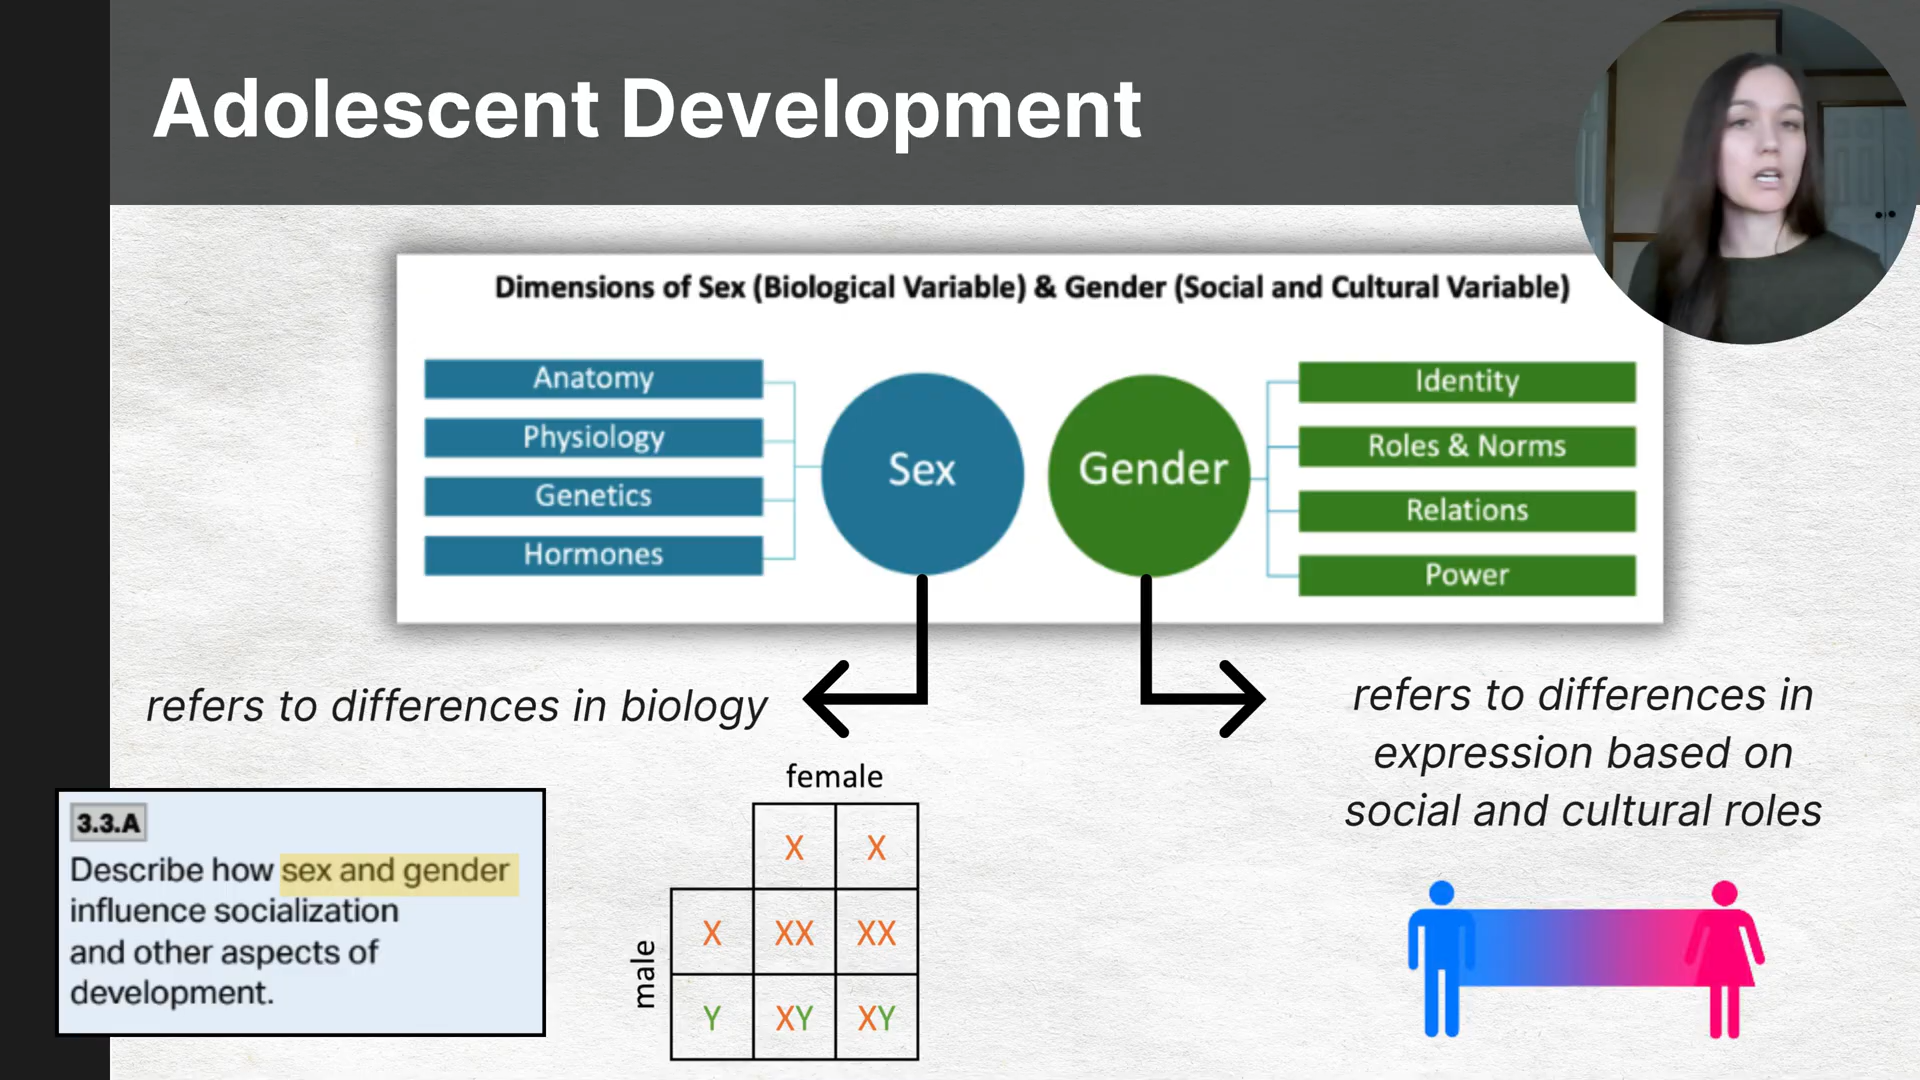 Adolescent Development
Dimensions of Sex (Biological Variable) & Gender (Social and Cultural Variable)
Anatomy
Physiology
Genetics
Hormones
Sex
Gender
Identity
Roles & Norms
Relations
Power
refers to differences in biology
refers to differences in
expression based on
social and cultural roles
3.3.A
Describe how sex and gender
influence socialization
and other aspects of
development.
female
male
X X
X XX XX
Y XY XY